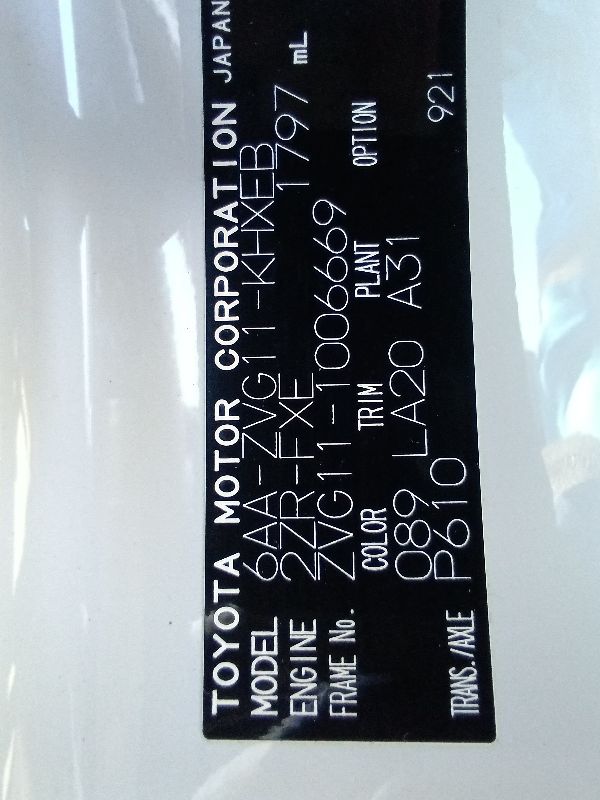 TOYOTA MOTOR CORPORATION JAPAN
MODEL 6AA-ZVG11-KHXEB
ENGINE 2ZR-FXE 1797 mL
FRAME No. ZVG11-1006669
COLOR TRIM PLANT OPTION
089 LA20 A31
TRANS./AXLE P610 921